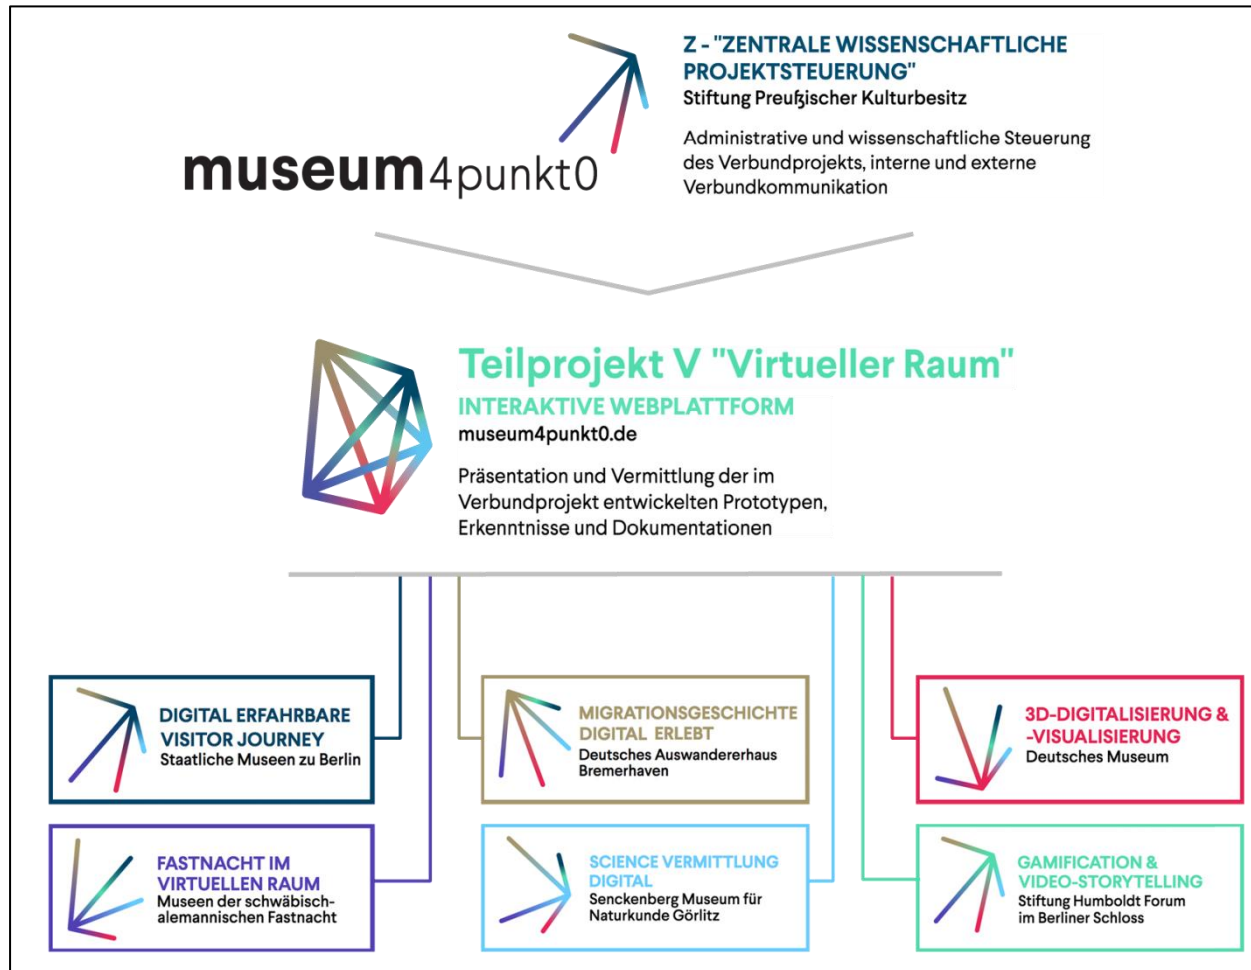 Z - "ZENTRALE WISSENSCHAFTLICHE
PROJEKTSTEUERUNG"
Stiftung Preußischer Kulturbesitz
Administrative und wissenschaftliche Steuerung
des Verbundprojekts, interne und externe
Verbundkommunikation
museum4punkt0
Teilprojekt V "Virtueller Raum"
INTERAKTIVE WEBPLATTFORM
museum4punkt0.de
Präsentation und Vermittlung der im
Verbundprojekt entwickelten Prototypen,
Erkenntnisse und Dokumentationen
DIGITAL ERFAHRBARE
VISITOR JOURNEY
Staatliche Museen zu Berlin
MIGRATIONSGESCHICHTE
DIGITAL ERLEBT
Deutsches Auswandererhaus
Bremerhaven
3D-DIGITALISIERUNG &
-VISUALISIERUNG
Deutsches Museum
FASTNACHT IM
VIRTUELLEN RAUM
Museen der schwäbisch-
alemannischen Fastnacht
SCIENCE VERMITTLUNG
DIGITAL
Senckenberg Museum für
Naturkunde Görlitz
GAMIFICATION &
VIDEO-STORYTELLING
Stiftung Humboldt Forum
im Berliner Schloss